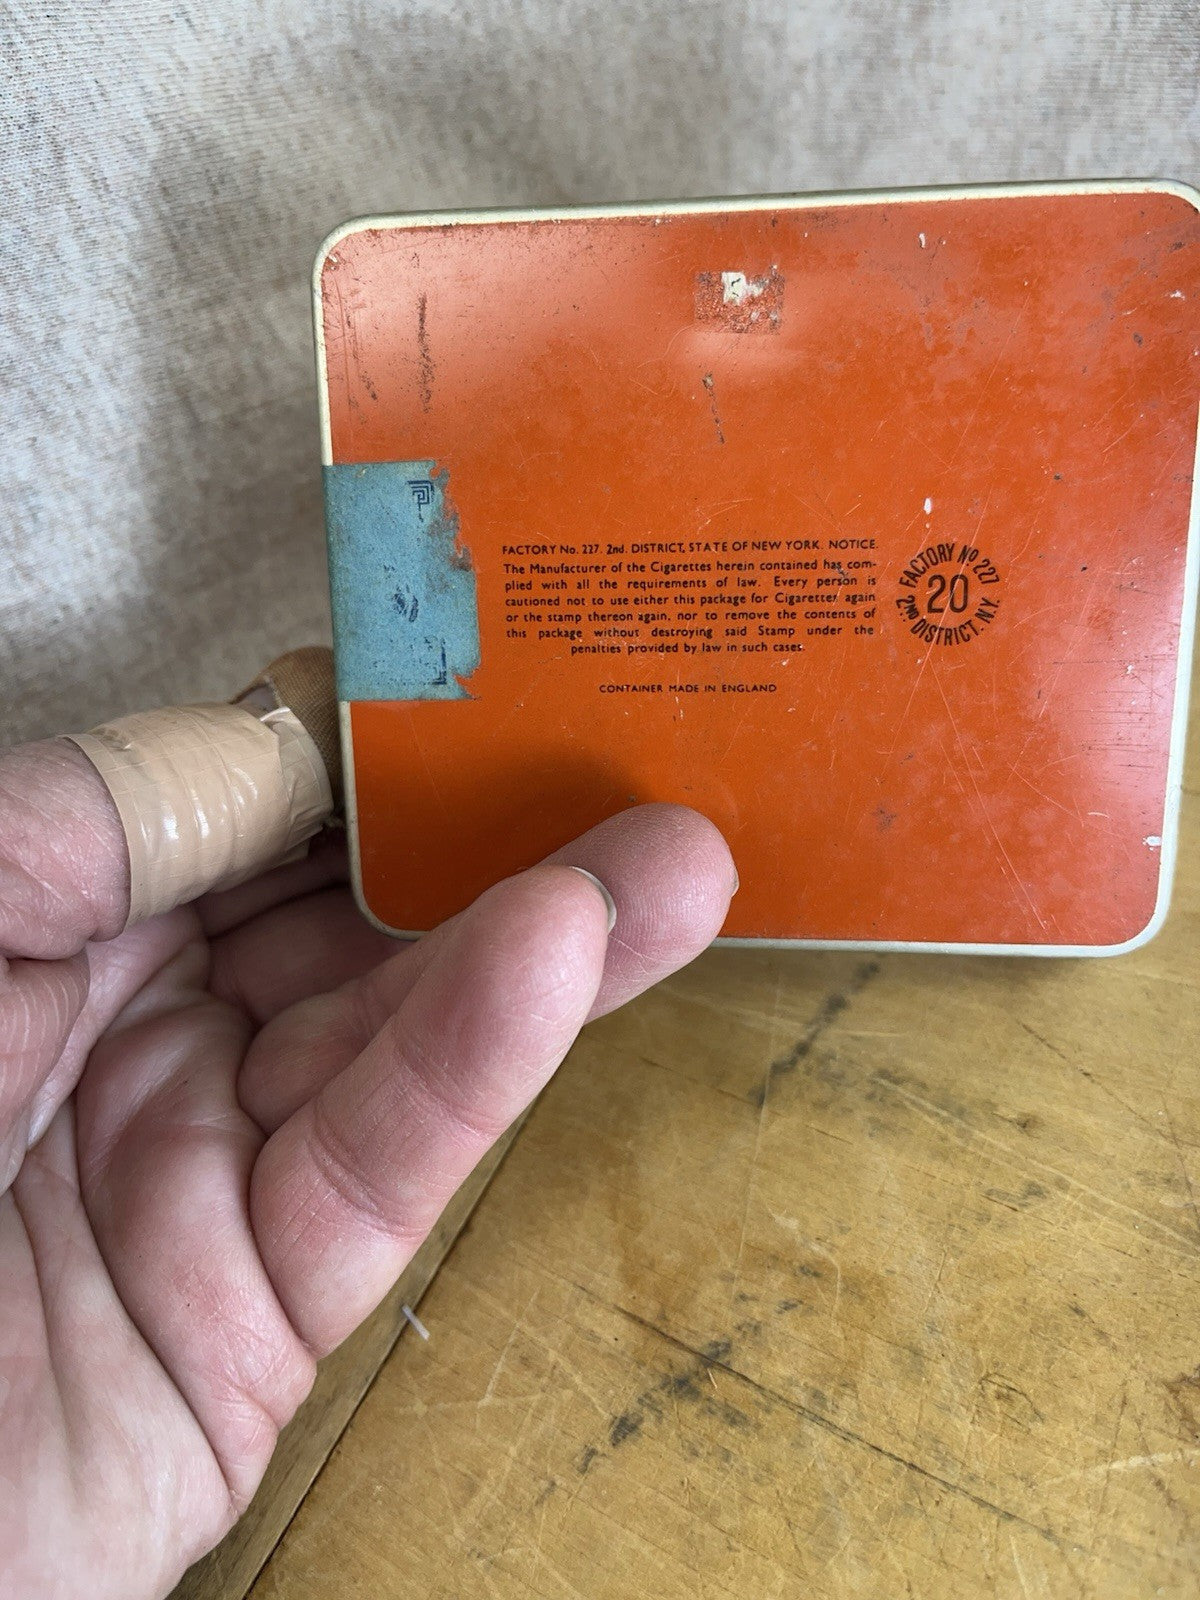 FACTORY No. 227. 2nd. DISTRICT, STATE OF NEW YORK. NOTICE.
The Manufacturer of the Cigarettes herein contained has com-
plied with all the requirements of law. Every person is
cautioned not to use either this package for Cigarettes again
or the stamp thereon again, nor to remove the contents of
this package without destroying said Stamp under the
penalties provided by law in such cases.
CONTAINER MADE IN ENGLAND
FACTORY No 227
20
2ND DISTRICT. N.Y.